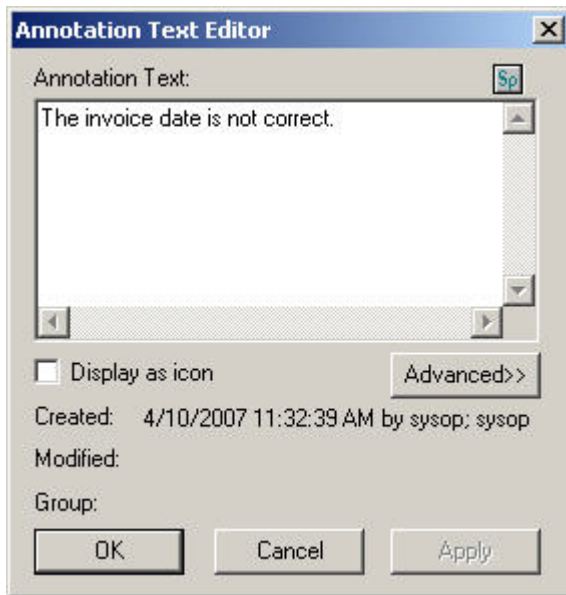 Annotation Text Editor
Annotation Text:
Sp
The invoice date is not correct.
Display as icon
Advanced>>
Created: 4/10/2007 11:32:39 AM by sysop; sysop
Modified:
Group:
OK Cancel Apply